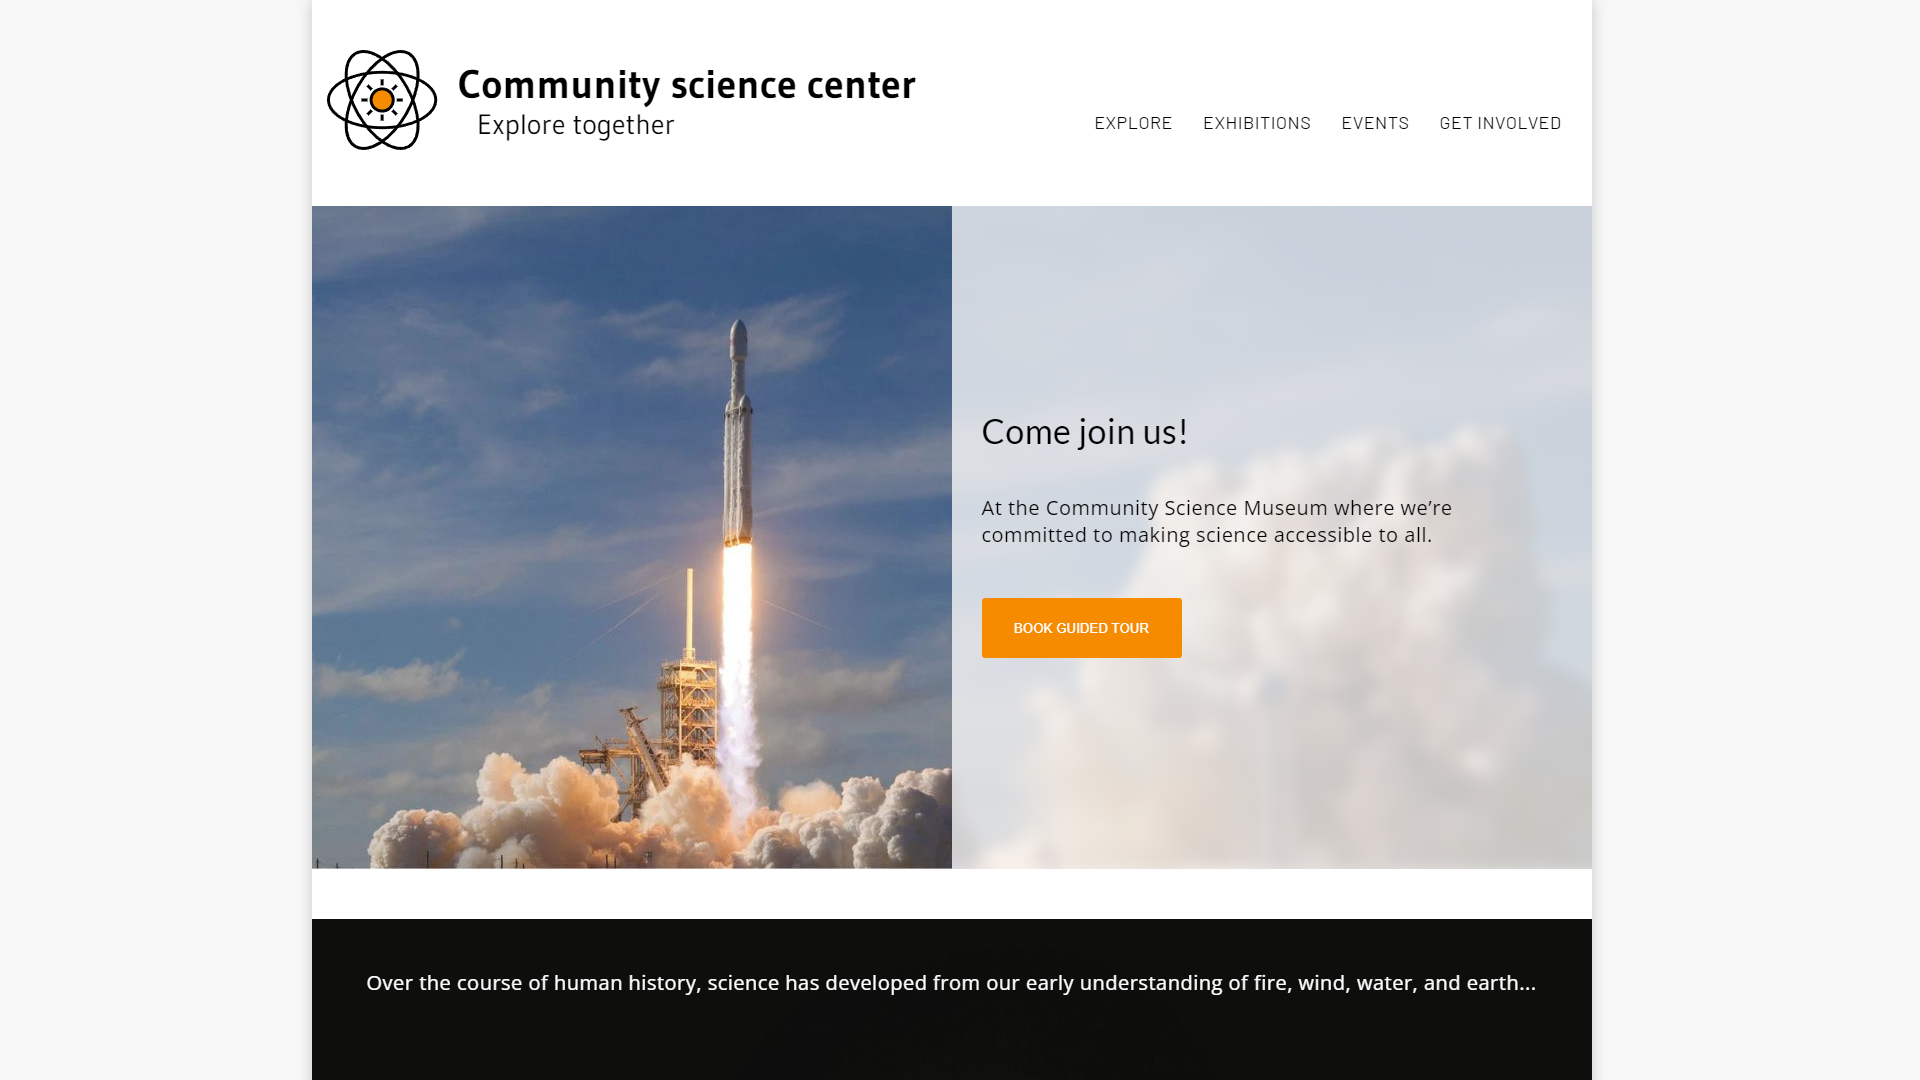 Community science center
Explore together
EXPLORE EXHIBITIONS EVENTS GET INVOLVED
Come join us!
At the Community Science Museum where we’re
committed to making science accessible to all.
BOOK GUIDED TOUR
Over the course of human history, science has developed from our early understanding of fire, wind, water, and earth...